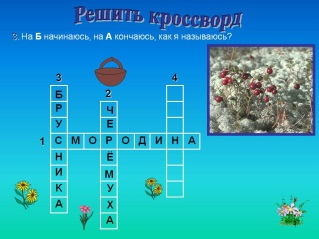 Решить кроссворд
3. На Б начинаюсь, на А кончаюсь, как я называюсь?
3
4
2
Б
Р
У
С
Н
И
К
А
Ч
Е
Р
Ё
М
У
Х
А
1
С М О Р О Д И Н А